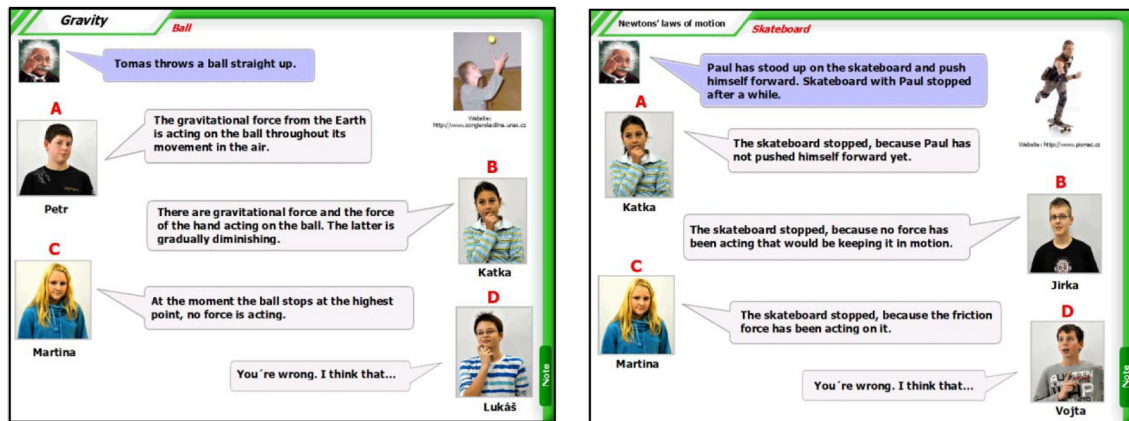 Gravity
Ball
Tomas throws a ball straight up.
Website:
A
The gravitational force from the Earth
is acting on the ball throughout its
movement in the air.
Petr
B
There are gravitational force and the force
of the hand acting on the ball. The latter is
gradually diminishing.
Katka
C
At the moment the ball stops at the highest
point, no force is acting.
Martina
D
You´re wrong. I think that...
Lukáš
Note
Newtons' laws of motion
Skateboard
Paul has stood up on the skateboard and push
himself forward. Skateboard with Paul stopped
after a while.
Website:
A
The skateboard stopped, because Paul has
not pushed himself forward yet.
Katka
B
The skateboard stopped, because no force has
been acting that would be keeping it in motion.
Jirka
C
The skateboard stopped, because the friction
force has been acting on it.
Martina
D
You´re wrong. I think that...
Vojta
Note